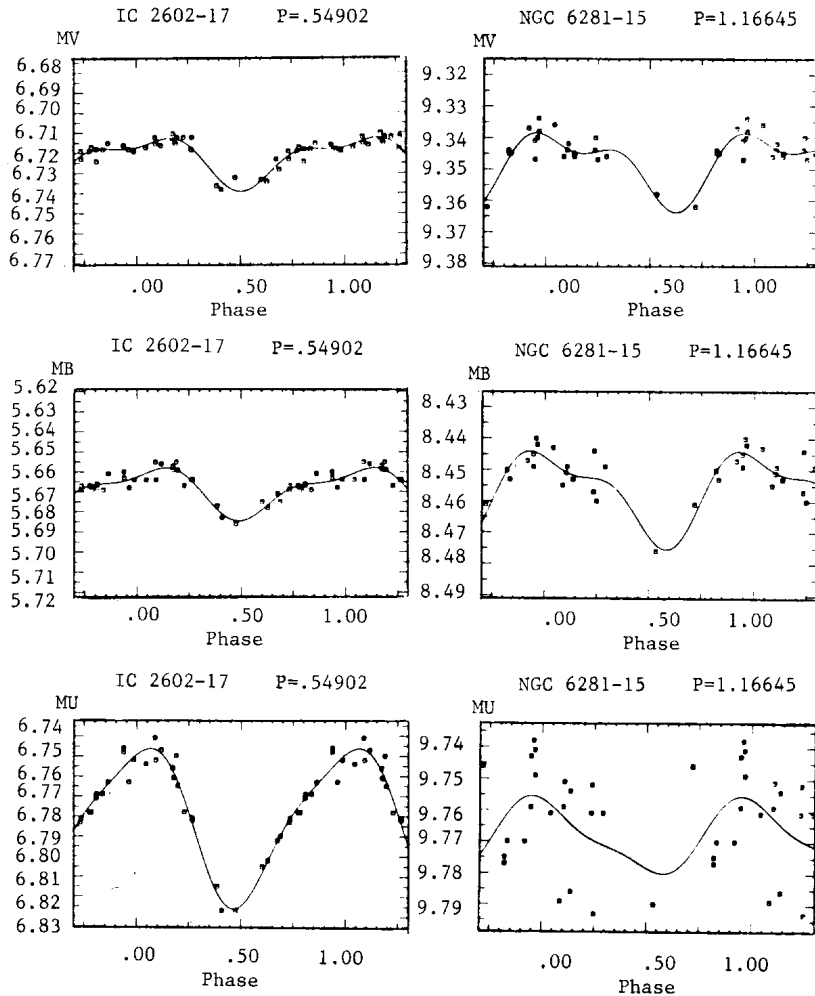 IC 2602-17 P=.54902
MV
6.68
6.69
6.70
6.71
6.72
6.73
6.74
6.75
6.76
6.77
.00 .50 1.00
Phase
NGC 6281-15 P=1.16645
MV
9.32
9.33
9.34
9.35
9.36
9.37
9.38
.00 .50 1.00
Phase
IC 2602-17 P=.54902
MB
5.62
5.63
5.64
5.65
5.66
5.67
5.68
5.69
5.70
5.71
5.72
.00 .50 1.00
Phase
NGC 6281-15 P=1.16645
MB
8.43
8.44
8.45
8.46
8.47
8.48
8.49
.00 .50 1.00
Phase
IC 2602-17 P=.54902
MU
6.74
6.75
6.76
6.77
6.78
6.79
6.80
6.81
6.82
6.83
.00 .50 1.00
Phase
NGC 6281-15 P=1.16645
MU
9.74
9.75
9.76
9.77
9.78
9.79
.00 .50 1.00
Phase